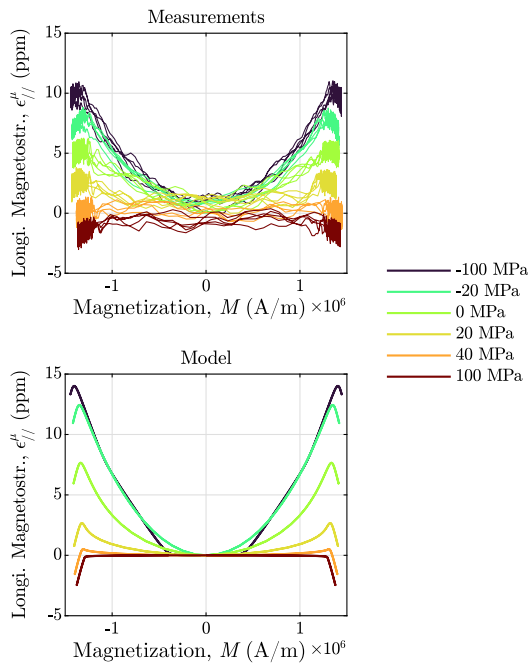 Measurements
15
10
5
0
-5
Longi. Magnetostr., ϵ^μ_// (ppm)
-1 0 1
Magnetization, M (A/m) ×10^6
-100 MPa
-20 MPa
0 MPa
20 MPa
40 MPa
100 MPa
Model
15
10
5
0
-5
Longi. Magnetostr., ϵ^μ_// (ppm)
-1 0 1
Magnetization, M (A/m) ×10^6